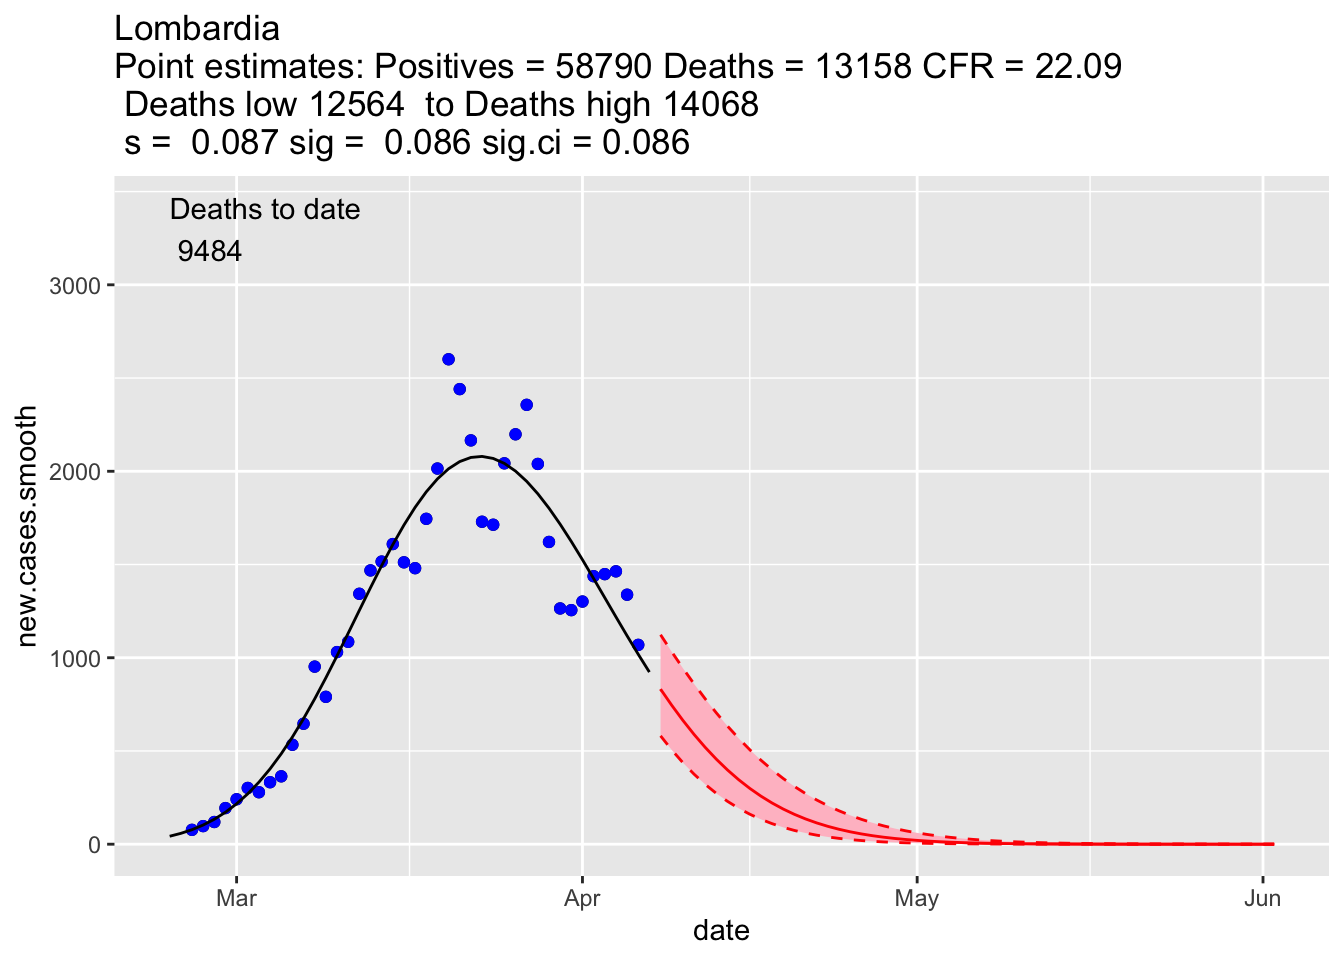 Lombardia
Point estimates: Positives = 58790 Deaths = 13158 CFR = 22.09
Deaths low 12564  to Deaths high 14068
s =  0.087 sig =  0.086 sig.ci = 0.086
Deaths to date
9484
3000
2000
1000
0
new.cases.smooth
Mar
Apr
May
Jun
date